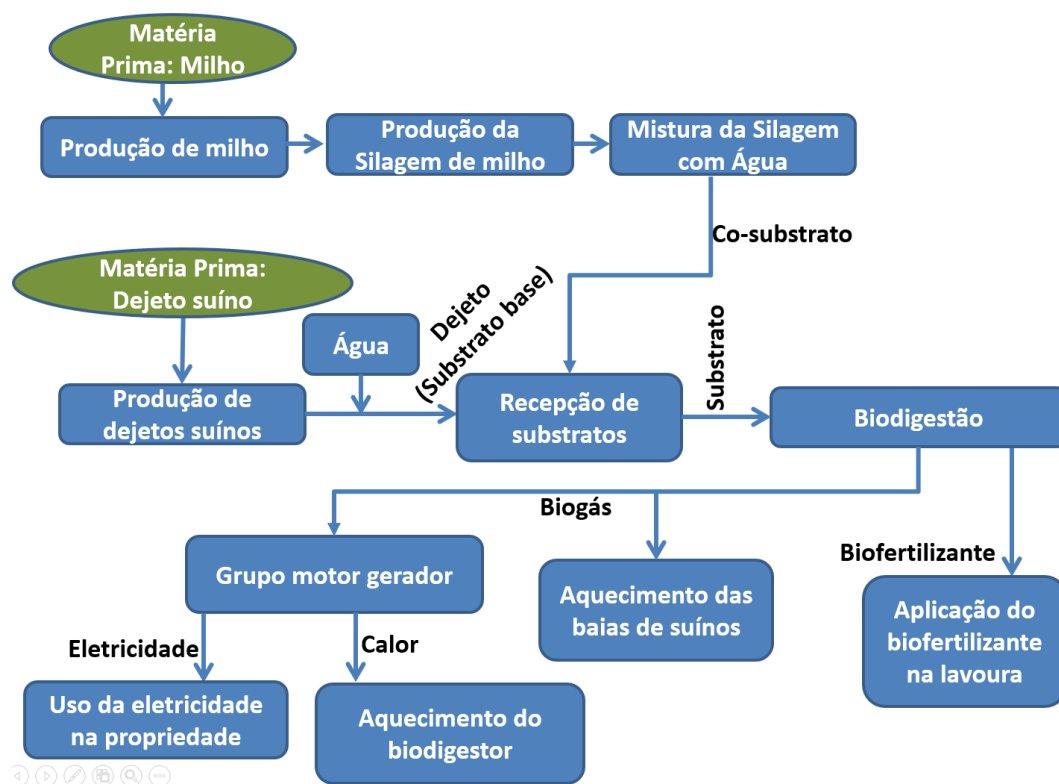 Matéria
Prima: Milho
Produção de milho
Produção da
Silagem de milho
Mistura da Silagem
com Água
Co-substrato
Matéria Prima:
Dejeto suíno
Água
Dejeto
(Substrato base)
Produção de
dejetos suínos
Recepção de
substratos
Substrato
Biodigestão
Biogás
Biofertilizante
Grupo motor gerador
Aquecimento das
baias de suínos
Aplicação do
biofertilizante
na lavoura
Eletricidade
Calor
Uso da eletricidade
na propriedade
Aquecimento do
biodigestor